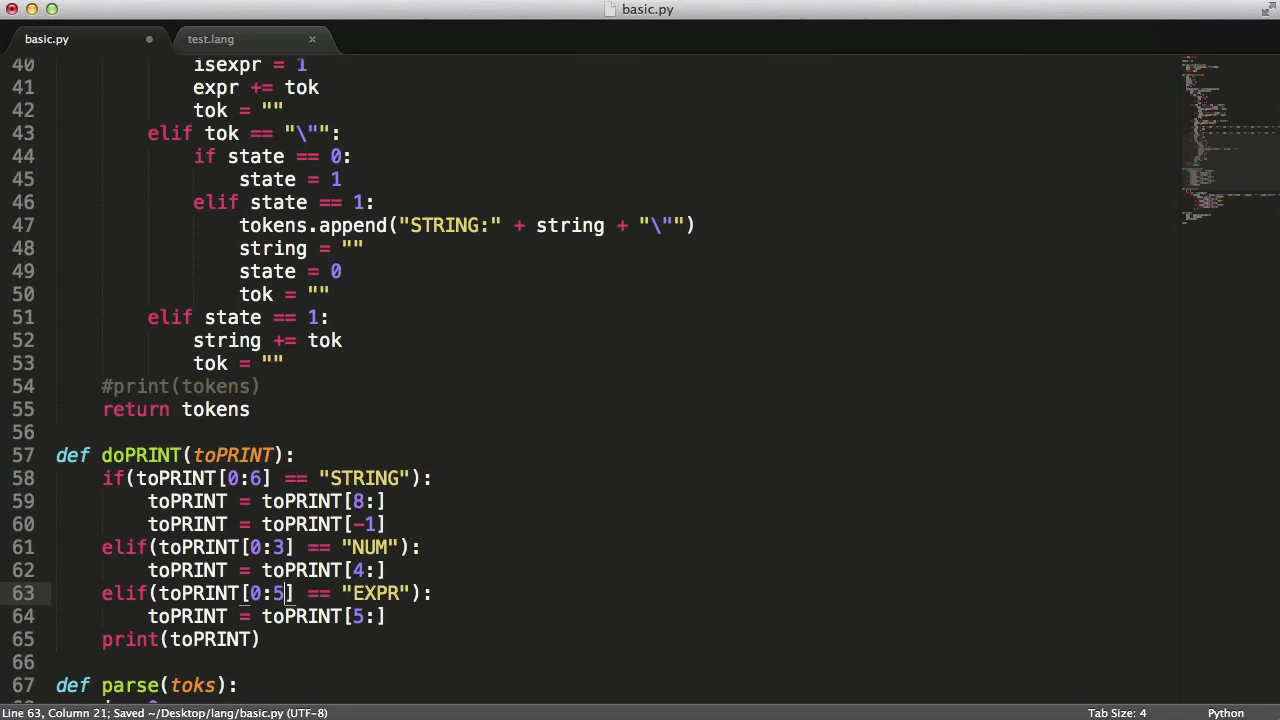 basic.py
basic.py
test.lang
40 isexpr = 1
41 expr += tok
42 tok = ""
43 elif tok == "\"":
44 if state == 0:
45 state = 1
46 elif state == 1:
47 tokens.append("STRING:" + string + "\"")
48 string = ""
49 state = 0
50 tok = ""
51 elif state == 1:
52 string += tok
53 tok = ""
54 #print(tokens)
55 return tokens
56
57 def doPRINT(toPRINT):
58 if(toPRINT[0:6] == "STRING"):
59 toPRINT = toPRINT[8:]
60 toPRINT = toPRINT[-1]
61 elif(toPRINT[0:3] == "NUM"):
62 toPRINT = toPRINT[4:]
63 elif(toPRINT[0:5] == "EXPR"):
64 toPRINT = toPRINT[5:]
65 print(toPRINT)
66
67 def parse(toks):
Line 63, Column 21; Saved ~/Desktop/lang/basic.py (UTF-8)
Tab Size: 4
Python